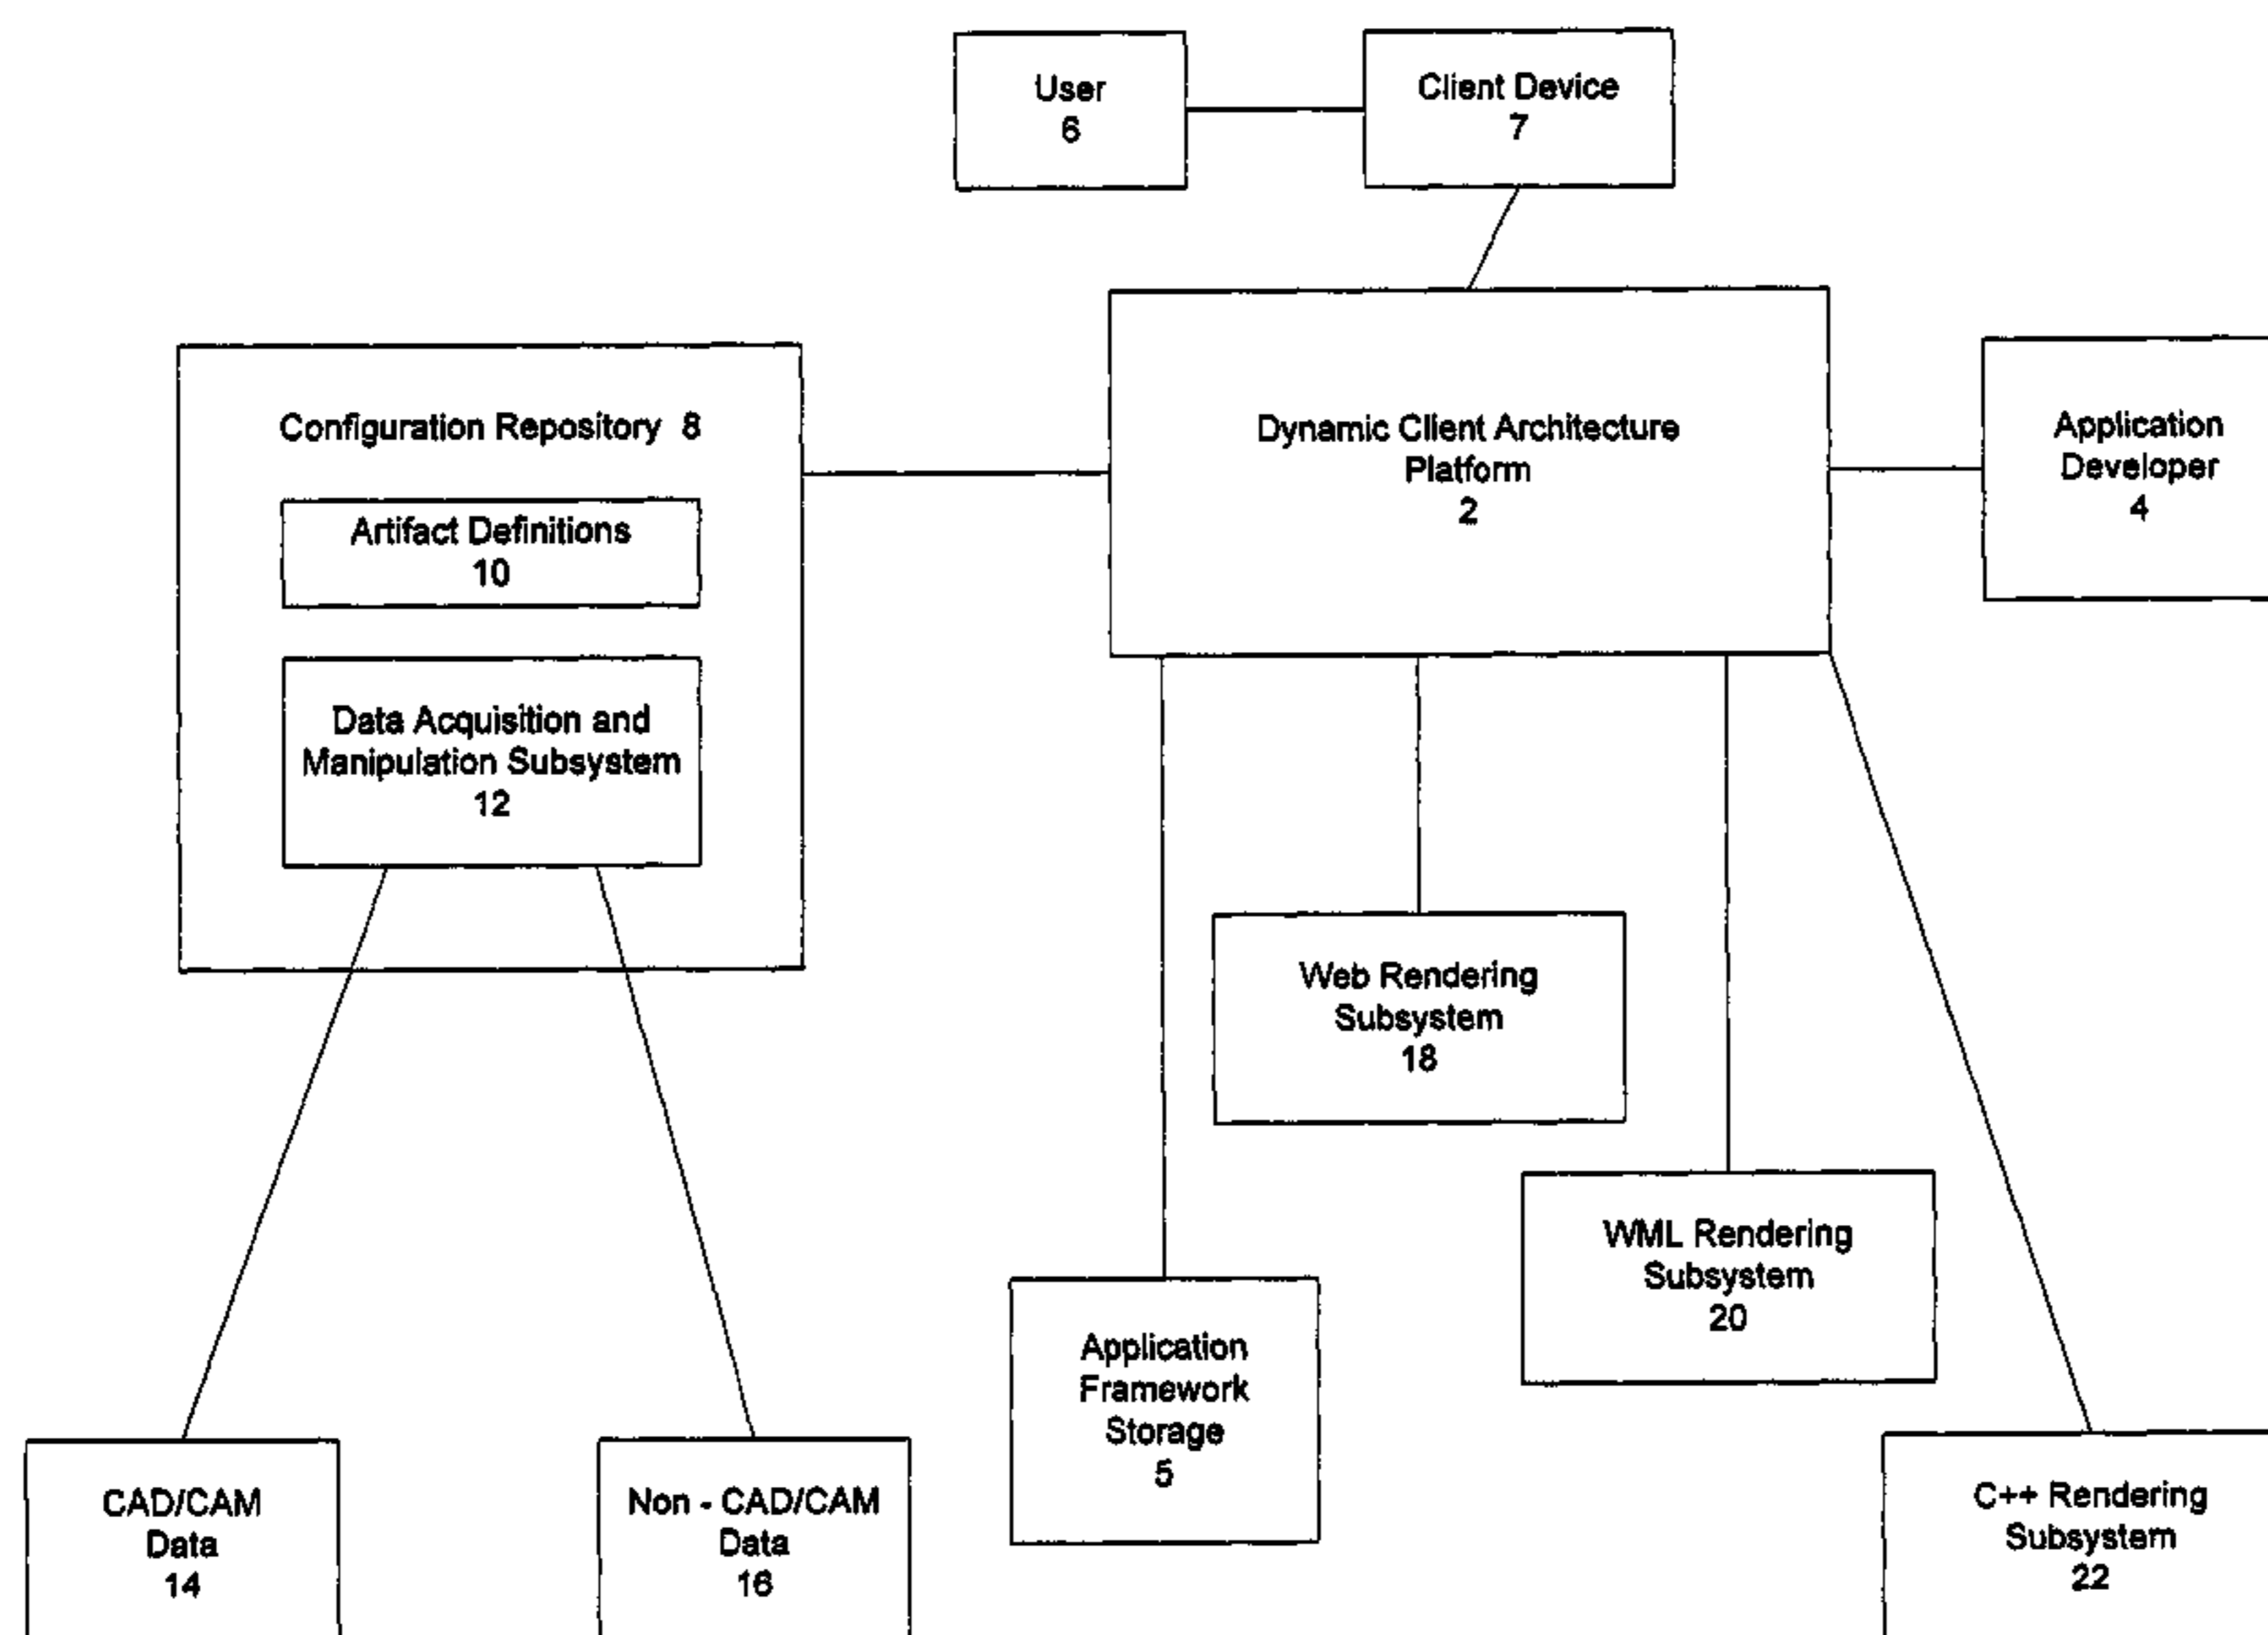 User
6
Client Device
7
Configuration Repository 8
Artifact Definitions
10
Data Acquisition and
Manipulation Subsystem
12
Dynamic Client Architecture
Platform
2
Application
Developer
4
Web Rendering
Subsystem
18
WML Rendering
Subsystem
20
Application
Framework
Storage
5
CAD/CAM
Data
14
Non - CAD/CAM
Data
16
C++ Rendering
Subsystem
22